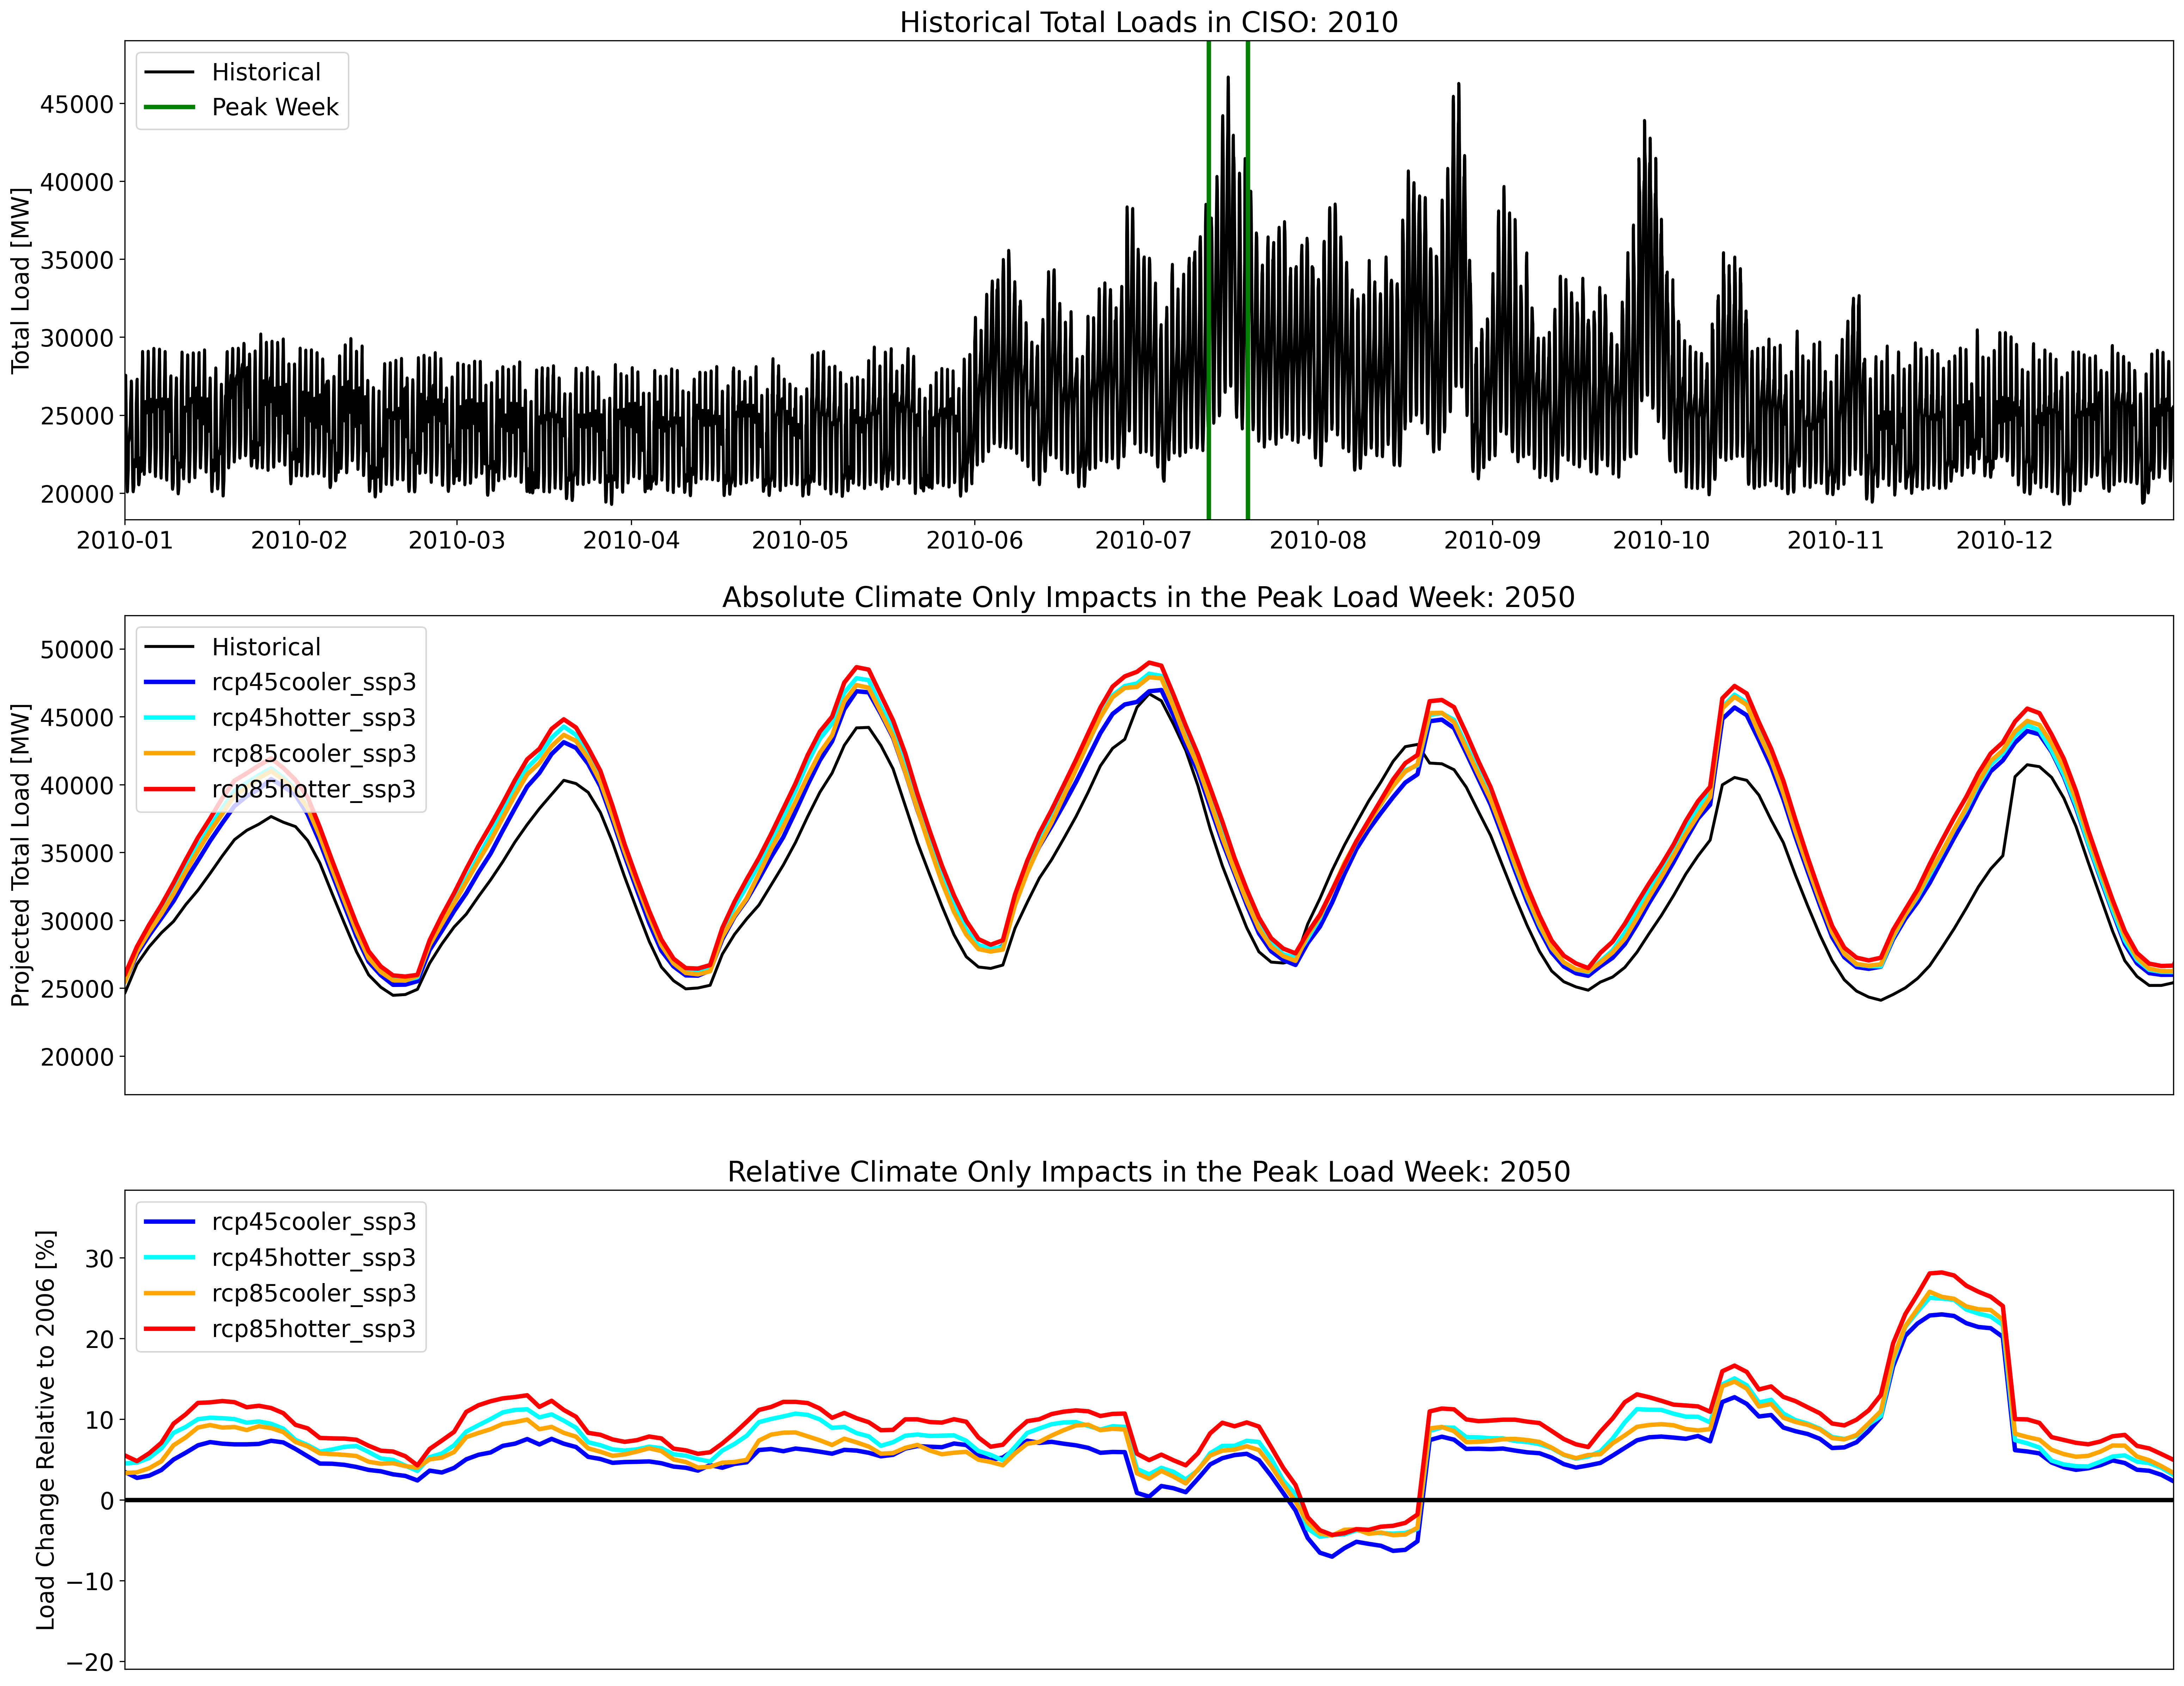 Historical Total Loads in CISO: 2010
Historical
Peak Week
Total Load [MW]
45000
40000
35000
30000
25000
20000
2010-01
2010-02
2010-03
2010-04
2010-05
2010-06
2010-07
2010-08
2010-09
2010-10
2010-11
2010-12
Absolute Climate Only Impacts in the Peak Load Week: 2050
Historical
rcp45cooler_ssp3
rcp45hotter_ssp3
rcp85cooler_ssp3
rcp85hotter_ssp3
Projected Total Load [MW]
50000
45000
40000
35000
30000
25000
20000
Relative Climate Only Impacts in the Peak Load Week: 2050
rcp45cooler_ssp3
rcp45hotter_ssp3
rcp85cooler_ssp3
rcp85hotter_ssp3
Load Change Relative to 2006 [%]
30
20
10
0
−10
−20